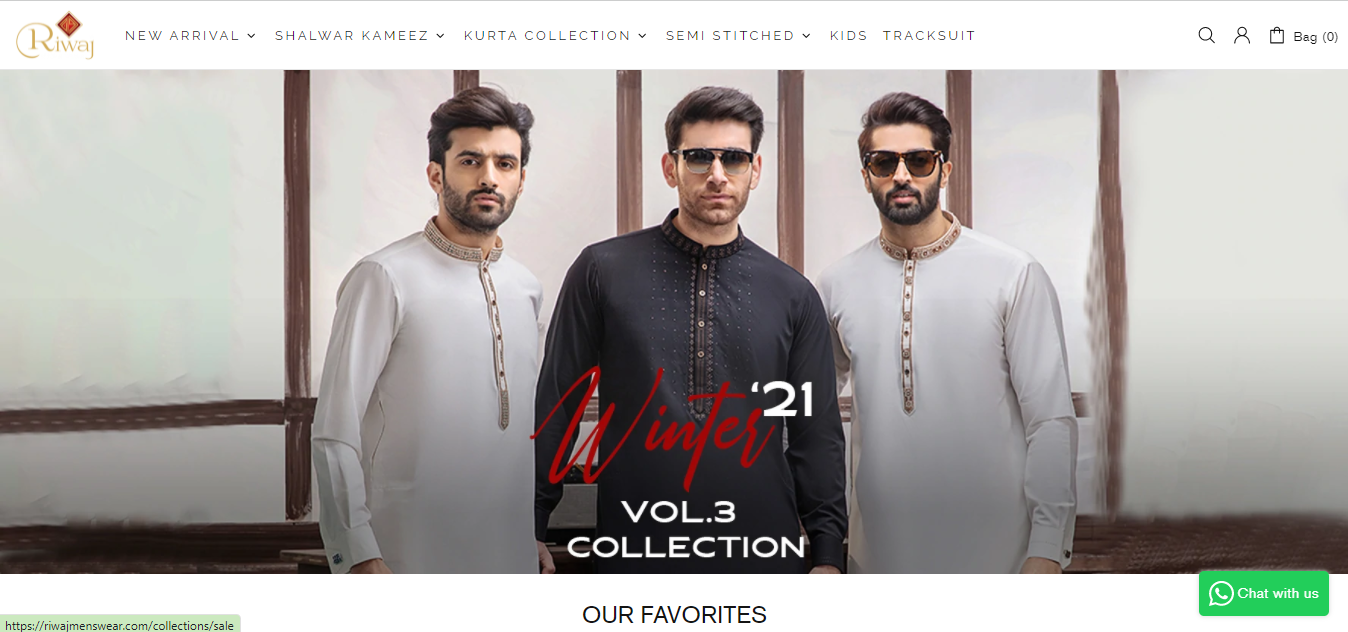 Riwaj
NEW ARRIVAL SHALWAR KAMEEZ KURTA COLLECTION SEMI STITCHED KIDS TRACKSUIT
Bag (0)
Winter '21
VOL.3
COLLECTION
Chat with us
OUR FAVORITES
https://riwajmenswear.com/collections/sale